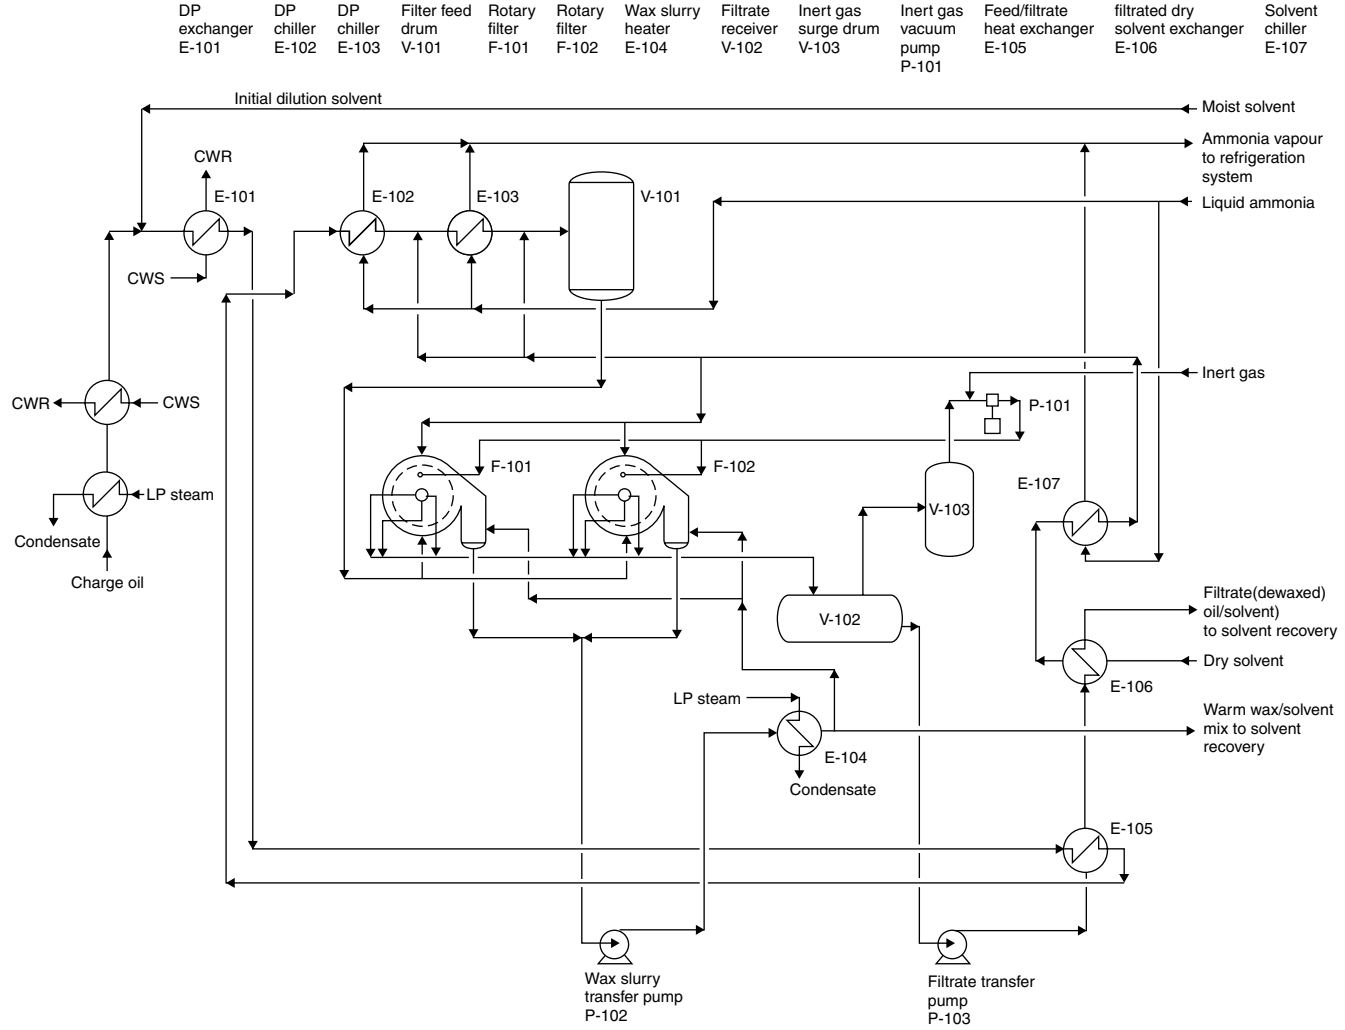 DP
exchanger
E-101
DP
chiller
E-102
DP
chiller
E-103
Filter feed
drum
V-101
Rotary
filter
F-101
Rotary
filter
F-102
Wax slurry
heater
E-104
Filtrate
receiver
V-102
Inert gas
surge drum
V-103
Inert gas
vacuum
pump
P-101
Feed/filtrate
heat exchanger
E-105
filtrated dry
solvent exchanger
E-106
Solvent
chiller
E-107
Initial dilution solvent
Moist solvent
Ammonia vapour
to refrigeration
system
CWR
E-101
E-102
E-103
V-101
Liquid ammonia
CWS
Inert gas
CWR
CWS
P-101
F-101
F-102
E-107
LP steam
V-103
Condensate
Charge oil
Filtrate(dewaxed)
oil/solvent)
to solvent recovery
V-102
Dry solvent
E-106
LP steam
Warm wax/solvent
mix to solvent
recovery
E-104
Condensate
E-105
Wax slurry
transfer pump
P-102
Filtrate transfer
pump
P-103